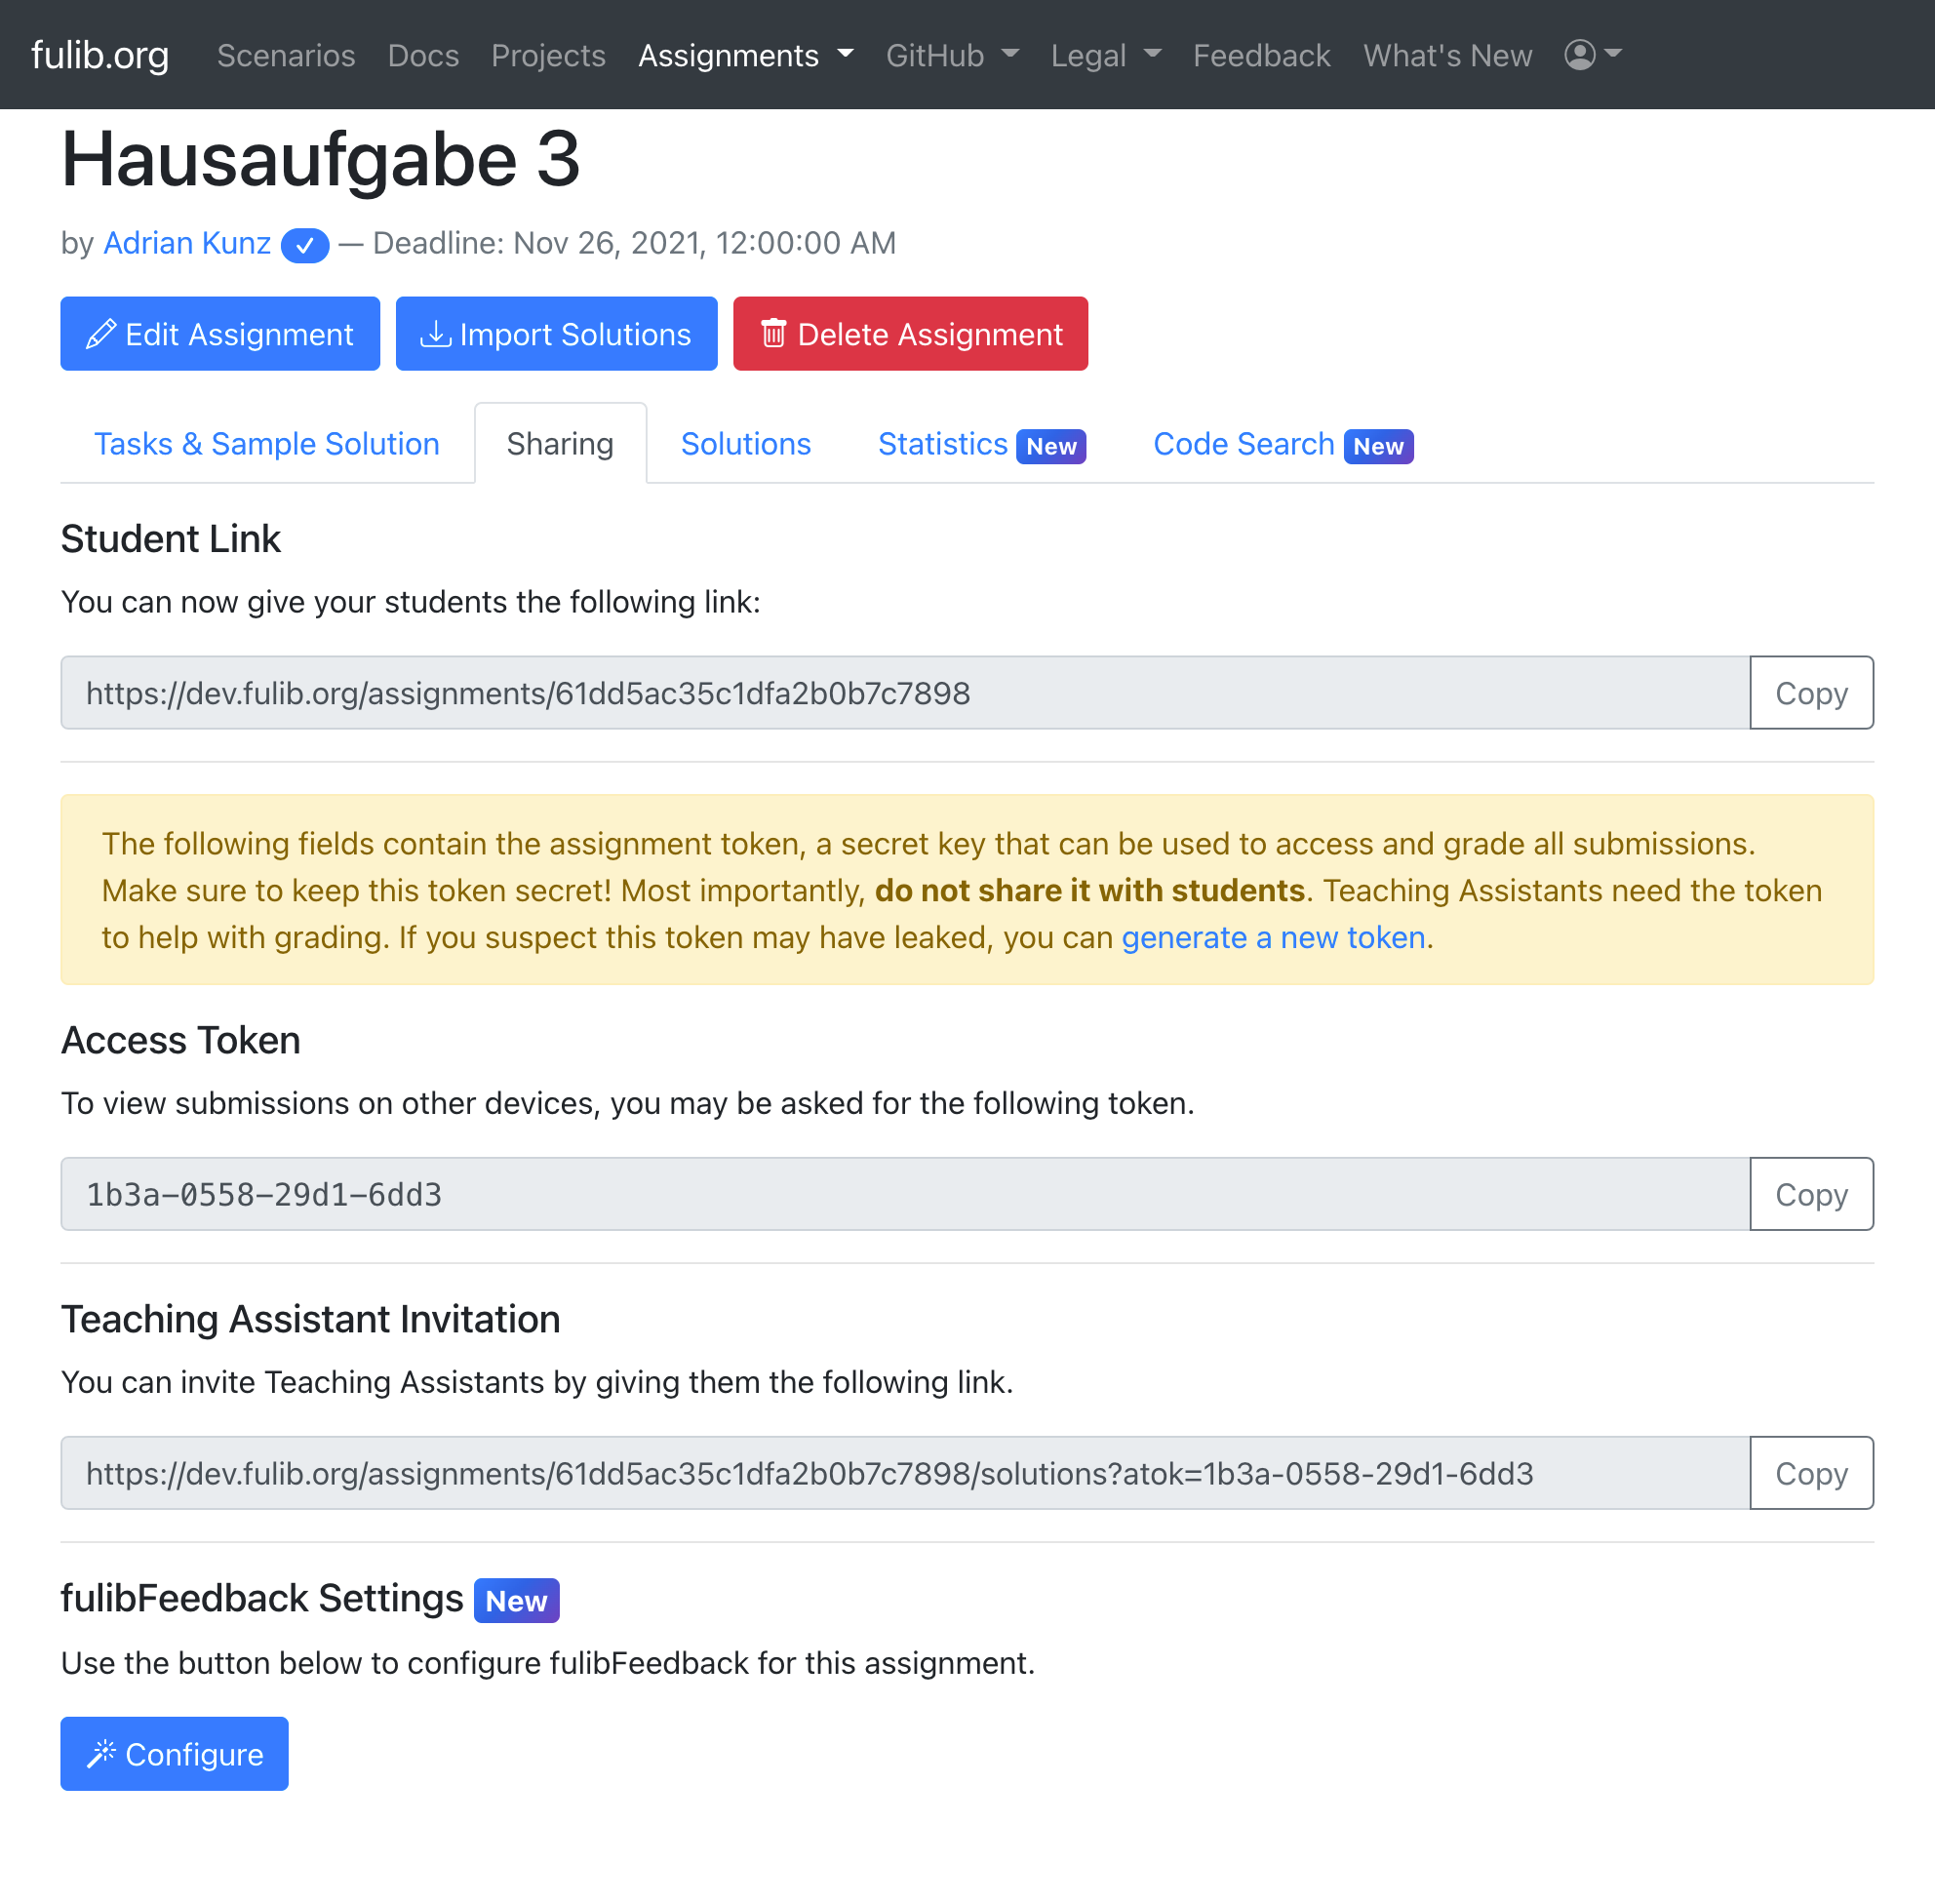 fulib.org Scenarios Docs Projects Assignments GitHub Legal Feedback What's New
Hausaufgabe 3
by Adrian Kunz — Deadline: Nov 26, 2021, 12:00:00 AM
Edit Assignment Import Solutions Delete Assignment
Tasks & Sample Solution Sharing Solutions Statistics New Code Search New
Student Link
You can now give your students the following link:
https://dev.fulib.org/assignments/61dd5ac35c1dfa2b0b7c7898 Copy
The following fields contain the assignment token, a secret key that can be used to access and grade all submissions.
Make sure to keep this token secret! Most importantly, do not share it with students. Teaching Assistants need the token
to help with grading. If you suspect this token may have leaked, you can generate a new token.
Access Token
To view submissions on other devices, you may be asked for the following token.
1b3a-0558-29d1-6dd3 Copy
Teaching Assistant Invitation
You can invite Teaching Assistants by giving them the following link.
https://dev.fulib.org/assignments/61dd5ac35c1dfa2b0b7c7898/solutions?atok=1b3a-0558-29d1-6dd3 Copy
fulibFeedback Settings New
Use the button below to configure fulibFeedback for this assignment.
Configure